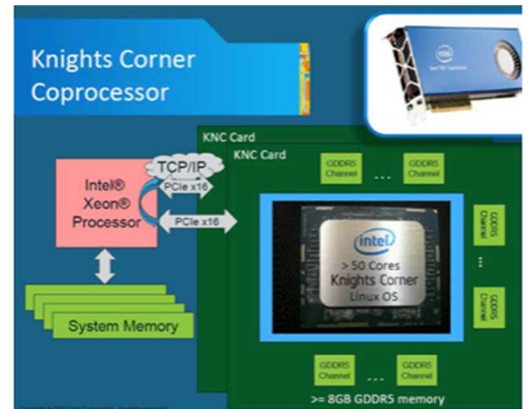 Knights Corner
Coprocessor
KNC Card
KNC Card
TCP/IP
PCIe x16
PCIe x16
Intel®
Xeon®
Processor
System Memory
GDDR5
Channel
...
GDDR5
Channel
GDDR5
Channel
...
GDDR5
Channel
intel
> 50 Cores
Knights Corner
Linux OS
GDDR5
Channel
...
GDDR5
Channel
>= 8GB GDDR5 memory